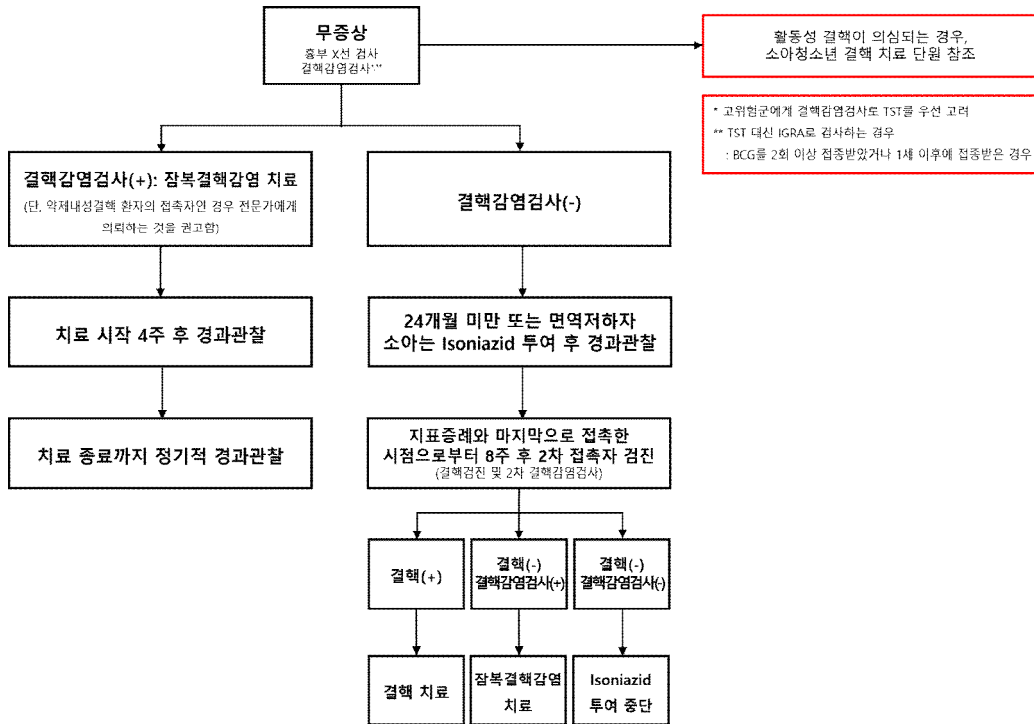 무증상
흉부 X선 검사
결핵감염검사*,**
활동성 결핵이 의심되는 경우,
소아청소년 결핵 치료 단원 참조
* 고위험군에게 결핵감염검사로 TST를 우선 고려
** TST 대신 IGRA로 검사하는 경우
: BCG를 2회 이상 접종받았거나 1세 이후에 접종받은 경우
결핵감염검사(+): 잠복결핵감염 치료
(단, 약제내성결핵 환자의 접촉자인 경우 전문가에게
의뢰하는 것을 권고함)
결핵감염검사(-)
치료 시작 4주 후 경과관찰
24개월 미만 또는 면역저하자
소아는 Isoniazid 투여 후 경과관찰
치료 종료까지 정기적 경과관찰
지표증례와 마지막으로 접촉한
시점으로부터 8주 후 2차 접촉자 검진
(결핵검진 및 2차 결핵감염검사)
결핵(+)
결핵(-)
결핵감염검사(+)
결핵(-)
결핵감염검사(-)
결핵 치료
잠복결핵감염
치료
Isoniazid
투여 중단